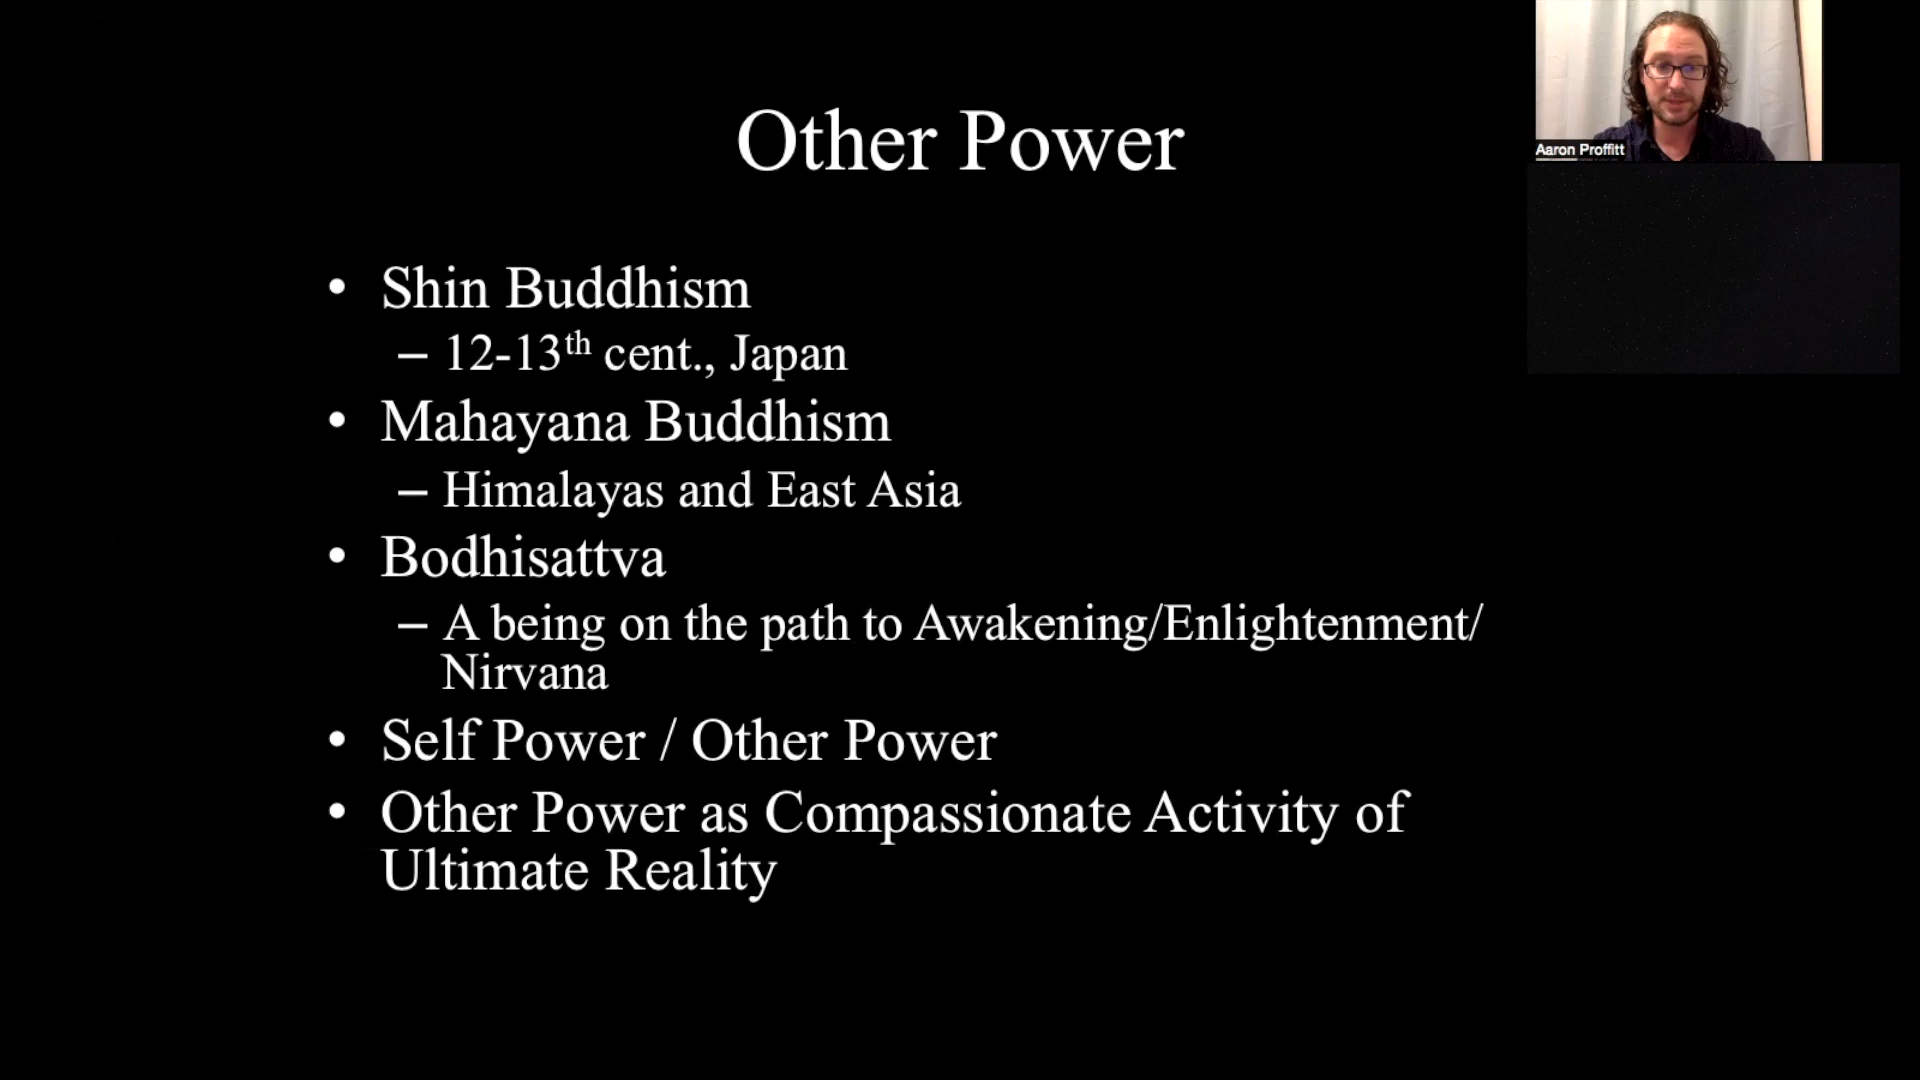 Other Power
Aaron Proffitt
• Shin Buddhism
– 12-13th cent., Japan
• Mahayana Buddhism
– Himalayas and East Asia
• Bodhisattva
– A being on the path to Awakening/Enlightenment/
Nirvana
• Self Power / Other Power
• Other Power as Compassionate Activity of
Ultimate Reality